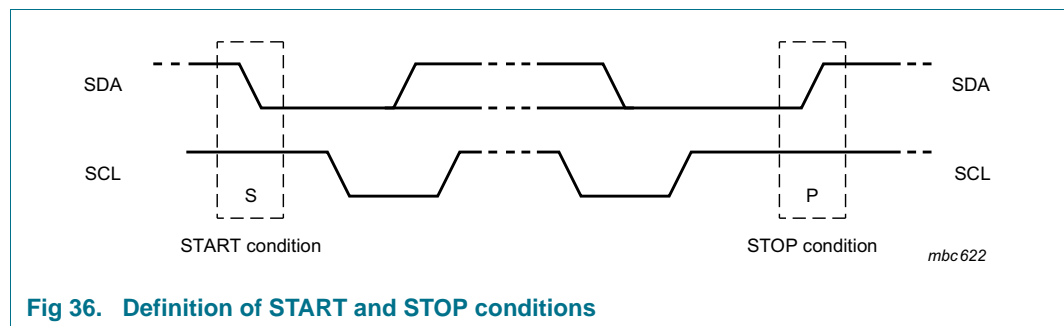 SDA SDA
SCL SCL
S P
START condition STOP condition
mbc622
Fig 36. Definition of START and STOP conditions